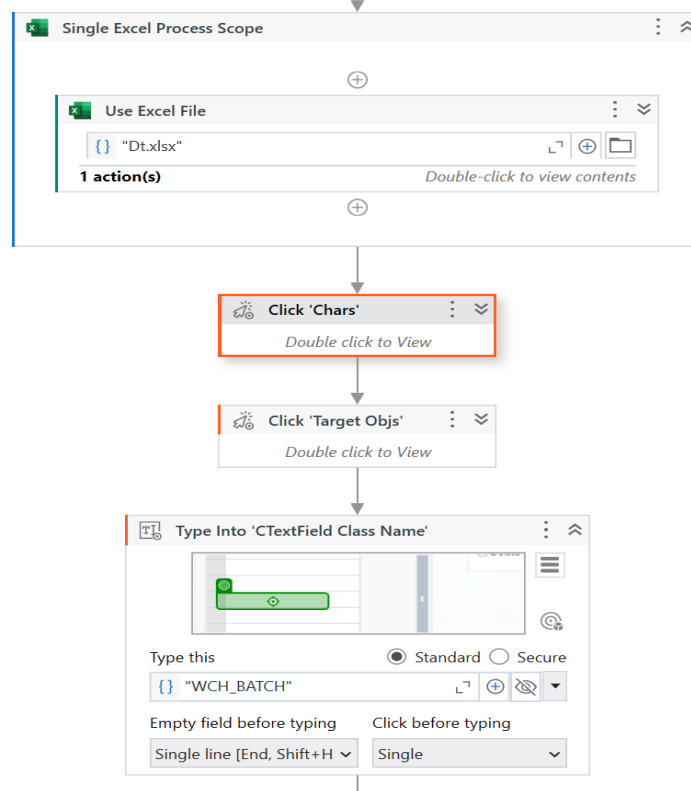 Single Excel Process Scope
Use Excel File
{} "Dt.xlsx"
1 action(s) Double-click to view contents
Click 'Chars'
Double click to View
Click 'Target Objs'
Double click to View
Type Into 'CTextField Class Name'
Type this Standard Secure
{} "WCH_BATCH"
Empty field before typing Click before typing
Single line [End, Shift+H Single